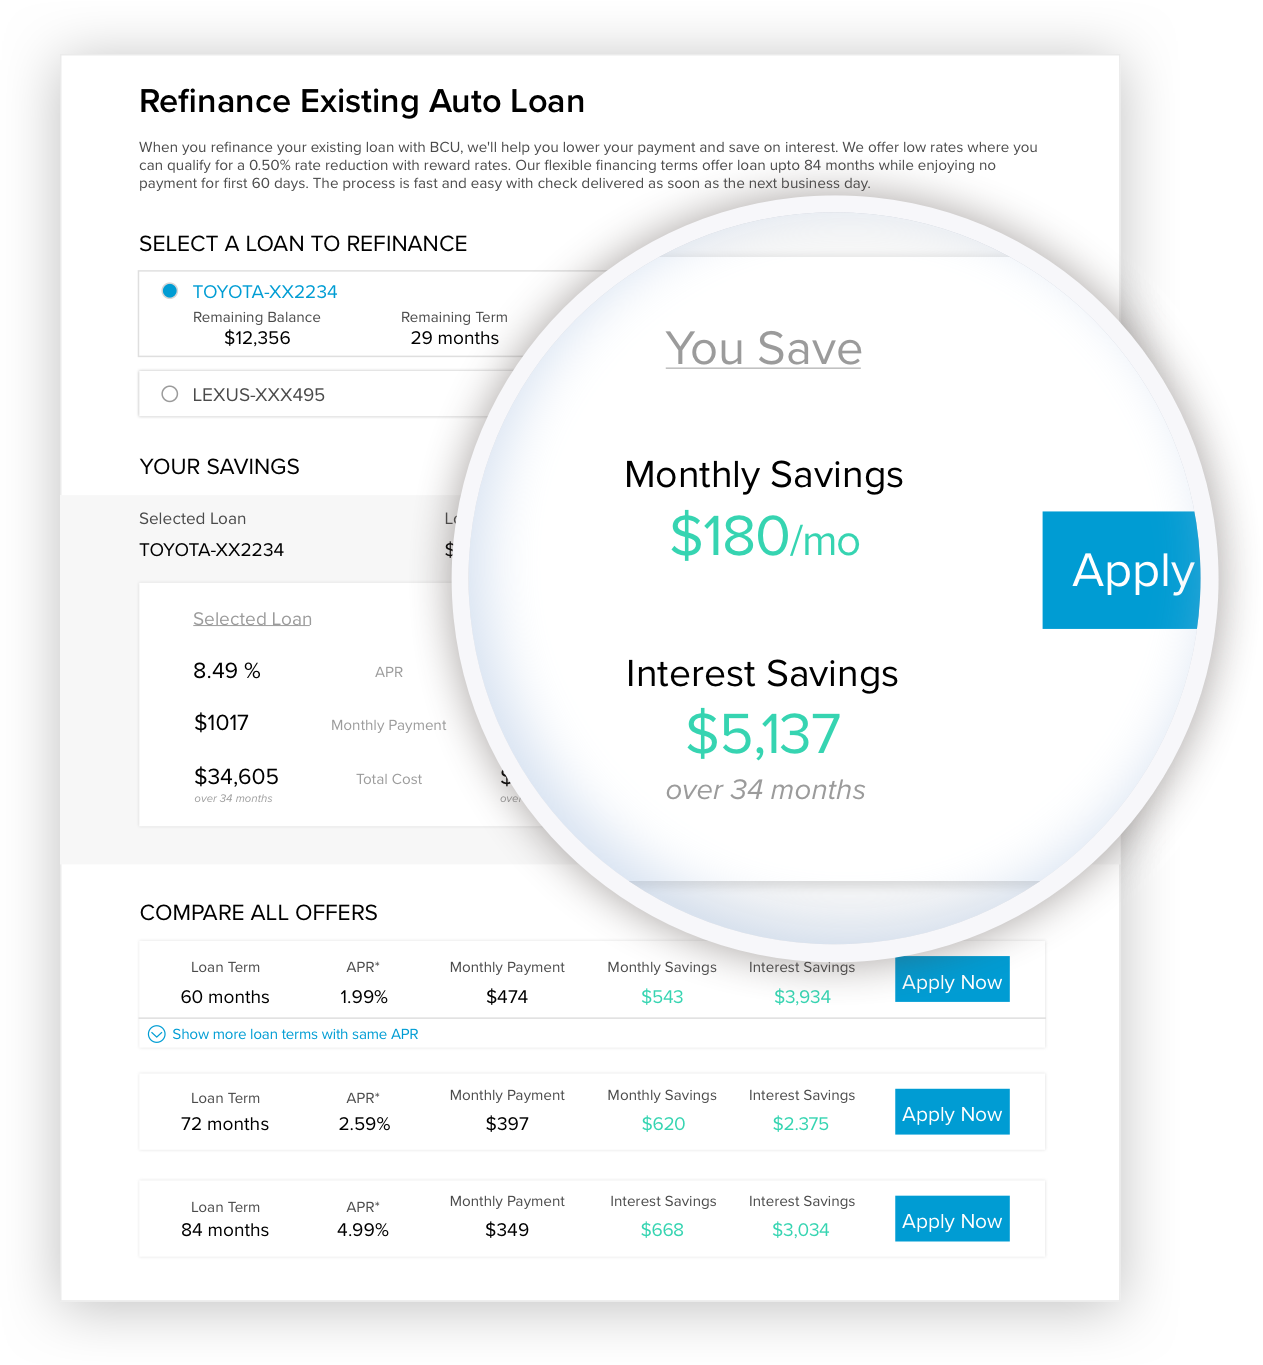 Refinance Existing Auto Loan
When you refinance your existing loan with BCU, we'll help you lower your payment and save on interest. We offer low rates where you
can qualify for a 0.50% rate reduction with reward rates. Our flexible financing terms offer loan upto 84 months while enjoying no
payment for first 60 days. The process is fast and easy with check delivered as soon as the next business day.
SELECT A LOAN TO REFINANCE
TOYOTA-XX2234
Remaining Balance Remaining Term
$12,356 29 months
LEXUS-XXX495
You Save
Monthly Savings
$180/mo
Apply
Interest Savings
$5,137
over 34 months
YOUR SAVINGS
Selected Loan
TOYOTA-XX2234 $
Selected Loan
8.49 % APR
$1017 Monthly Payment
$34,605 Total Cost $
over 34 months
COMPARE ALL OFFERS
Loan Term APR* Monthly Payment Monthly Savings Interest Savings
60 months 1.99% $474 $543 $3,934 Apply Now
Show more loan terms with same APR
Loan Term APR* Monthly Payment Monthly Savings Interest Savings
72 months 2.59% $397 $620 $2.375 Apply Now
Loan Term APR* Monthly Payment Interest Savings Interest Savings
84 months 4.99% $349 $668 $3,034 Apply Now